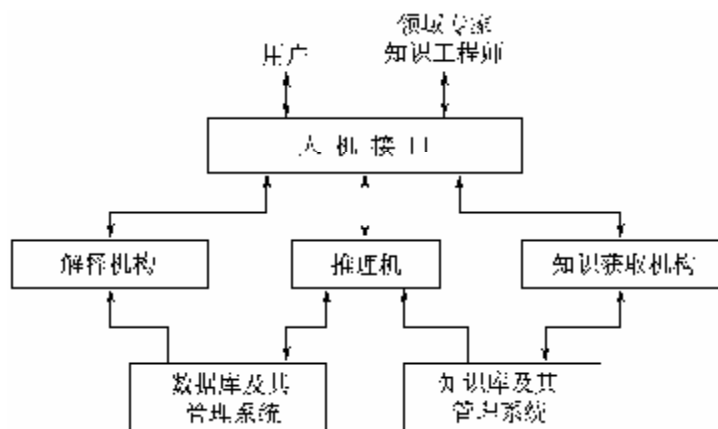 用户
领域专家
知识工程师
人 机 接 口
解释机构
推理机
知识获取机构
数据库及其
管理系统
知识库及其
管理系统